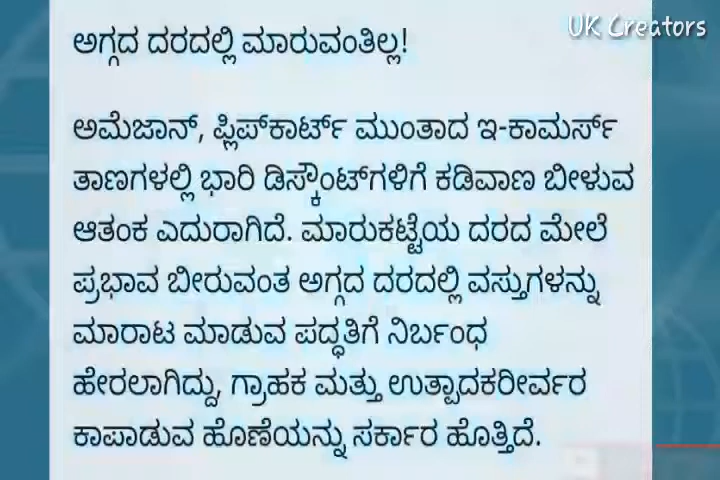 UK Creators
ಅಗ್ಗದ ದರದಲ್ಲಿ ಮಾರುವಂತಿಲ್ಲ!
ಅಮೆಜಾನ್, ಫ್ಲಿಪ್‌ಕಾರ್ಟ್ ಮುಂತಾದ ಇ-ಕಾಮರ್ಸ್
ತಾಣಗಳಲ್ಲಿ ಭಾರಿ ಡಿಸ್ಕೌಂಟ್‌ಗಳಿಗೆ ಕಡಿವಾಣ ಬೀಳುವ
ಆತಂಕ ಎದುರಾಗಿದೆ. ಮಾರುಕಟ್ಟೆಯ ದರದ ಮೇಲೆ
ಪ್ರಭಾವ ಬೀರುವಂತ ಅಗ್ಗದ ದರದಲ್ಲಿ ವಸ್ತುಗಳನ್ನು
ಮಾರಾಟ ಮಾಡುವ ಪದ್ಧತಿಗೆ ನಿರ್ಬಂಧ
ಹೇರಲಾಗಿದ್ದು, ಗ್ರಾಹಕ ಮತ್ತು ಉತ್ಪಾದಕರೀರ್ವರ
ಕಾಪಾಡುವ ಹೊಣೆಯನ್ನು ಸರ್ಕಾರ ಹೊತ್ತಿದೆ.